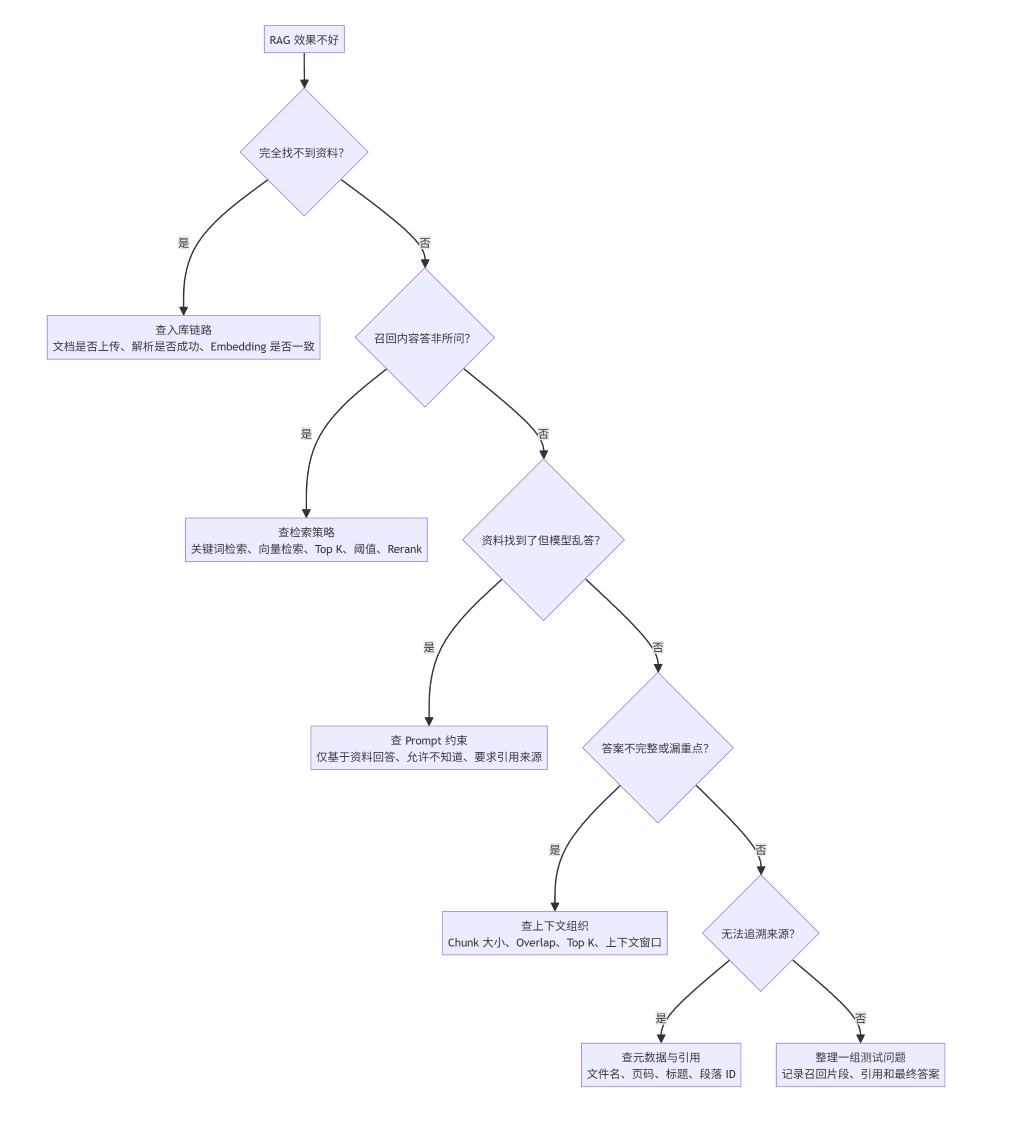 RAG 效果不好
完全找不到资料?
是
否
查入库链路
文档是否上传、解析是否成功、Embedding 是否一致
召回内容答非所问?
是
否
查检索策略
关键词检索、向量检索、Top K、阈值、Rerank
资料找到了但模型乱答?
是
否
查 Prompt 约束
仅基于资料回答、允许不知道、要求引用来源
答案不完整或漏重点?
是
否
查上下文组织
Chunk 大小、Overlap、Top K、上下文窗口
无法追溯来源?
是
否
查元数据与引用
文件名、页码、标题、段落 ID
整理一组测试问题
记录召回片段、引用和最终答案